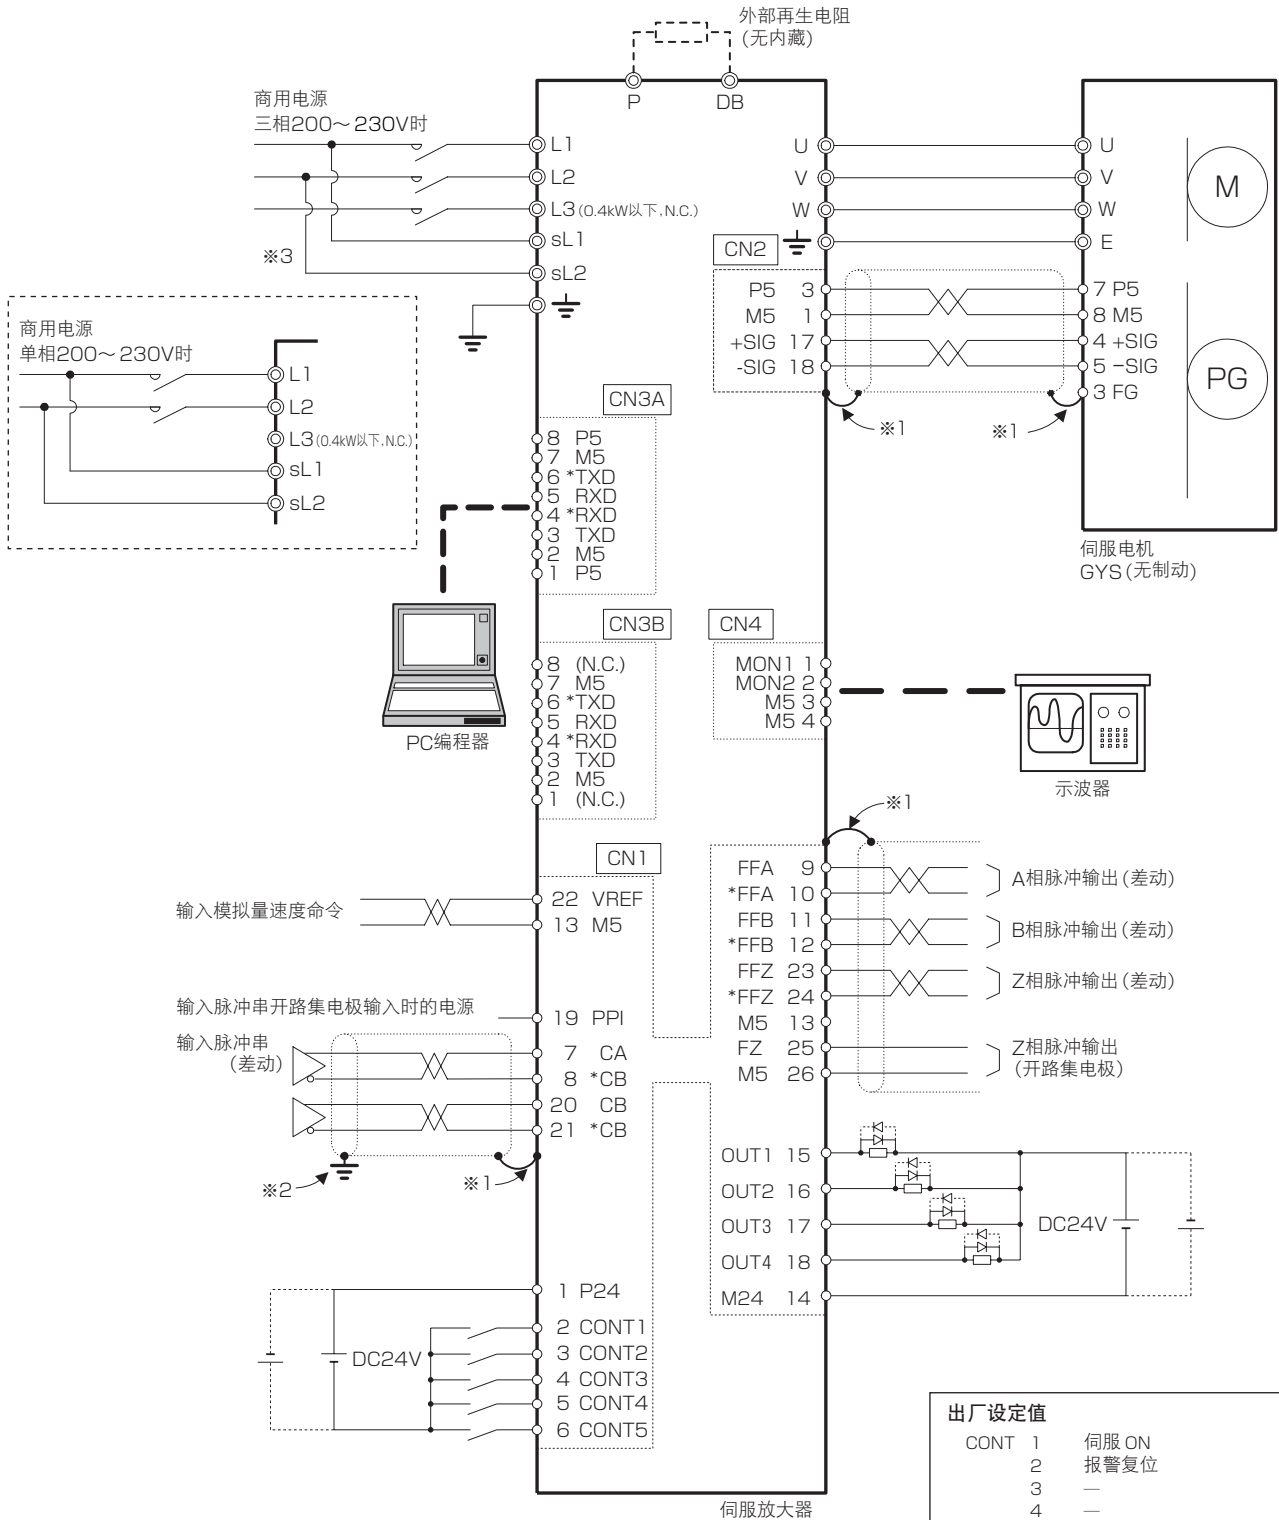 外部再生电阻
(无内藏)
P
DB
商用电源
三相200～230V时
L1
L2
L3(0.4kW以下,N.C.)
sL1
sL2
※3
商用电源
单相200～230V时
L1
L2
L3(0.4kW以下,N.C.)
sL1
sL2
U
V
W
U
V
W
E
M
CN2
P5 3
M5 1
+SIG 17
-SIG 18
7 P5
8 M5
4 +SIG
5 −SIG
3 FG
PG
※1
※1
伺服电机
GYS(无制动)
CN3A
8 P5
7 M5
6 *TXD
5 RXD
4 *RXD
3 TXD
2 M5
1 P5
PC编程器
CN3B
8 (N.C.)
7 M5
6 *TXD
5 RXD
4 *RXD
3 TXD
2 M5
1 (N.C.)
CN4
MON1 1
MON2 2
M5 3
M5 4
示波器
※1
CN1
输入模拟量速度命令
22 VREF
13 M5
输入脉冲串开路集电极输入时的电源
19 PPI
输入脉冲串
(差动)
7 CA
8 *CB
20 CB
21 *CB
※2
※1
FFA 9
*FFA 10
FFB 11
*FFB 12
FFZ 23
*FFZ 24
M5 13
FZ 25
M5 26
A相脉冲输出(差动)
B相脉冲输出(差动)
Z相脉冲输出(差动)
Z相脉冲输出
(开路集电极)
OUT1 15
OUT2 16
OUT3 17
OUT4 18
M24 14
DC24V
1 P24
2 CONT1
3 CONT2
4 CONT3
5 CONT4
6 CONT5
DC24V
伺服放大器
出厂设定值
CONT 1 伺服 ON
2 报警复位
3 —
4 —